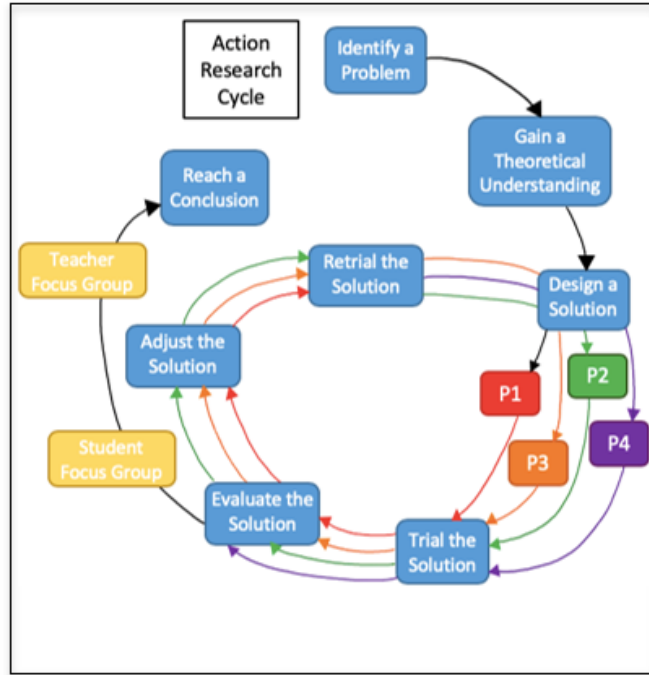 Action
Research
Cycle
Identify a
Problem
Gain a
Theoretical
Understanding
Reach a
Conclusion
Teacher
Focus Group
Retrial the
Solution
Design a
Solution
Adjust the
Solution
P1
P2
P3
P4
Student
Focus Group
Evaluate the
Solution
Trial the
Solution